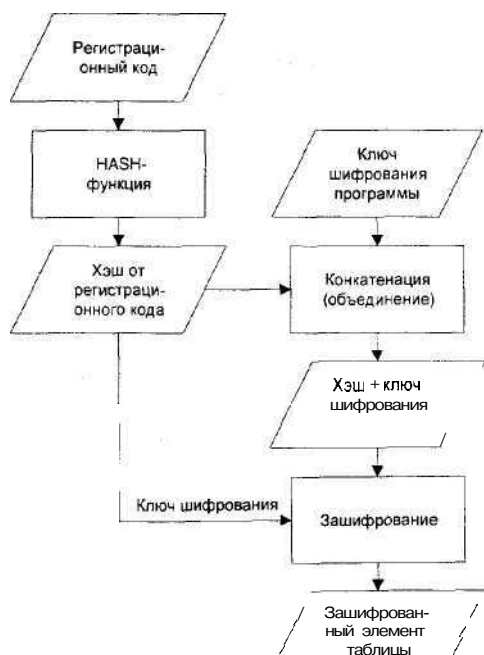 Регистраци-
онный код
HASH-
функция
Ключ
шифрования
программы
Хэш от
регистраци-
онного кода
Конкатенация
(объединение)
Хэш + ключ
шифрования
Ключ шифрования
Зашифрование
Зашифрован-
ный элемент
таблицы